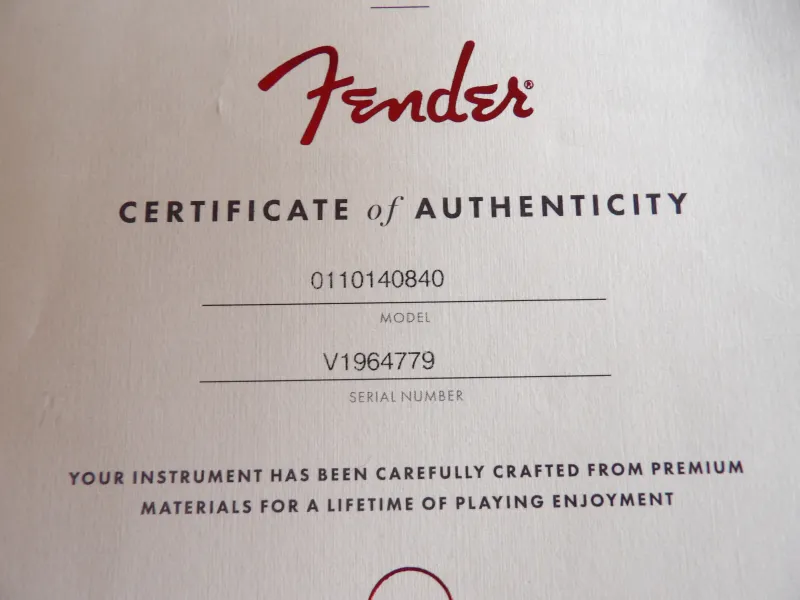 Fender®
CERTIFICATE of AUTHENTICITY
0110140840
MODEL
V1964779
SERIAL NUMBER
YOUR INSTRUMENT HAS BEEN CAREFULLY CRAFTED FROM PREMIUM
MATERIALS FOR A LIFETIME OF PLAYING ENJOYMENT